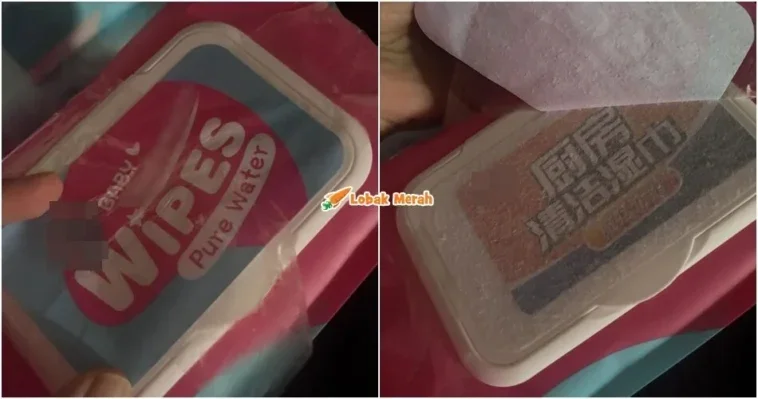 BABY
WIPES
Pure Water
Lobak Merah
厨房
清洁湿巾